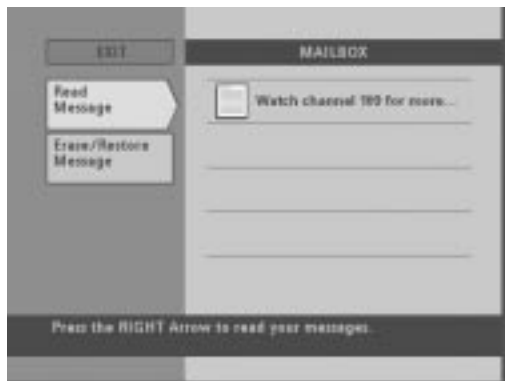 EXIT
MAILBOX
Read
Message
Watch channel 100 for more...
Erase/Restore
Message
Press the RIGHT Arrow to read your messages.